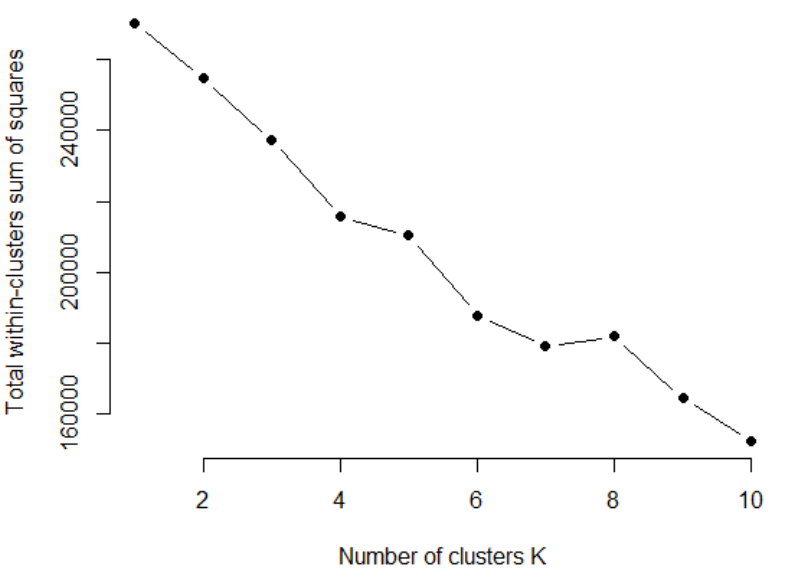 Total within-clusters sum of squares
240000
200000
160000
2 4 6 8 10
Number of clusters K